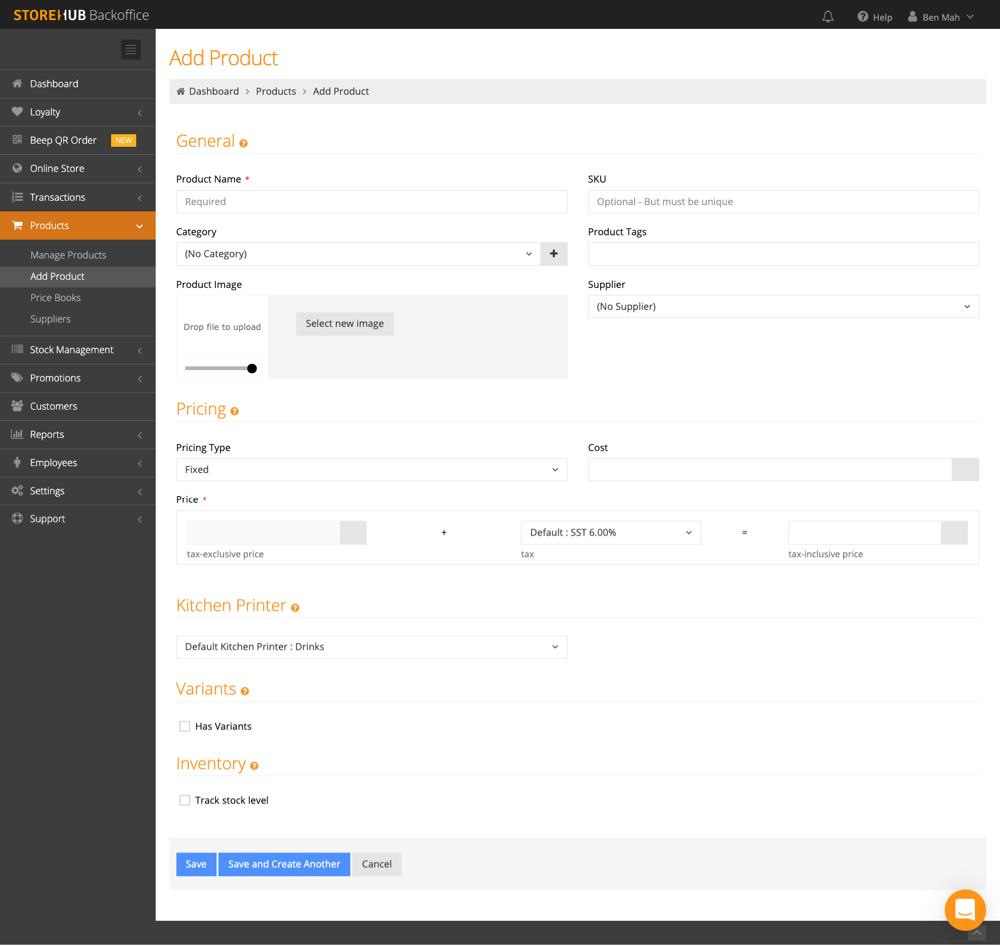 STOREHUB Backoffice
Help
Ben Mah
Dashboard
Loyalty
Beep QR Order NEW
Online Store
Transactions
Products
Manage Products
Add Product
Price Books
Suppliers
Stock Management
Promotions
Customers
Reports
Employees
Settings
Support
Add Product
Dashboard > Products > Add Product
General
Product Name *
Required
SKU
Optional - But must be unique
Category
(No Category)
Product Tags
Product Image
Drop file to upload
Select new image
Supplier
(No Supplier)
Pricing
Pricing Type
Fixed
Cost
Price *
+ Default : SST 6.00% =
tax-exclusive price
tax
tax-inclusive price
Kitchen Printer
Default Kitchen Printer : Drinks
Variants
Has Variants
Inventory
Track stock level
Save
Save and Create Another
Cancel